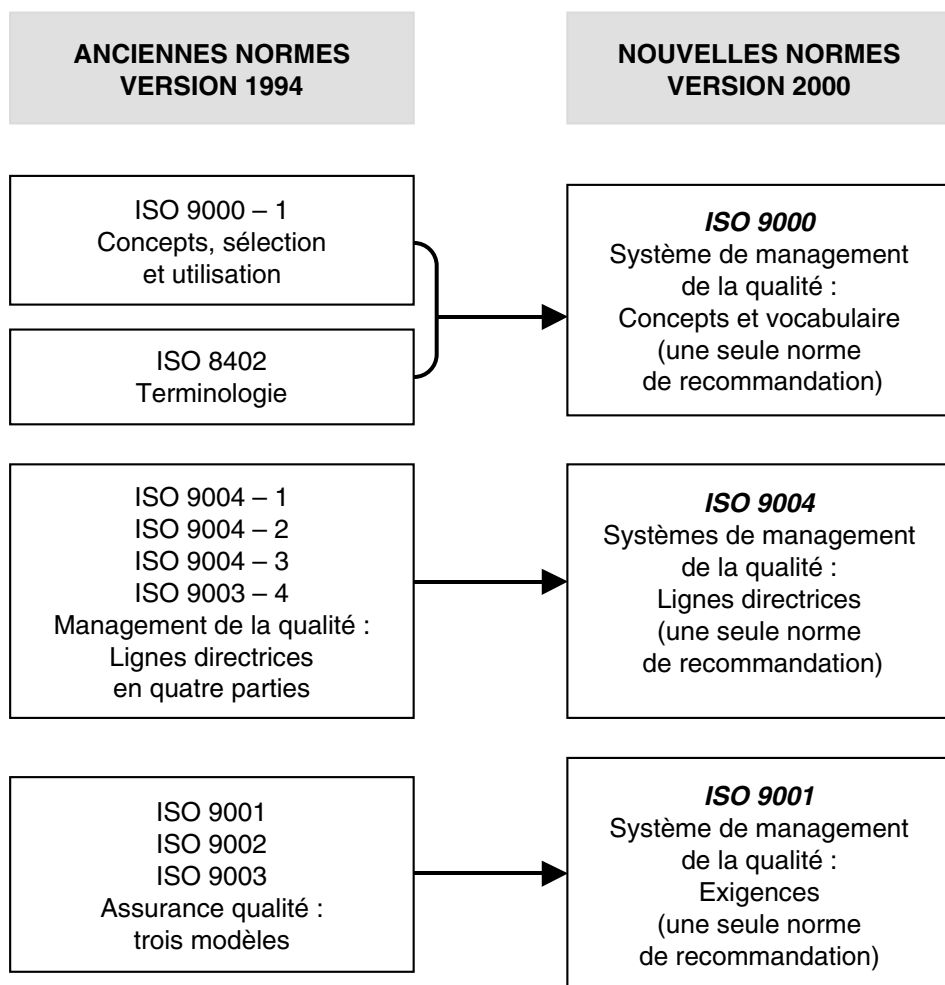 ANCIENNES NORMES
VERSION 1994
NOUVELLES NORMES
VERSION 2000
ISO 9000 – 1
Concepts, sélection
et utilisation
ISO 8402
Terminologie
ISO 9000
Système de management
de la qualité :
Concepts et vocabulaire
(une seule norme
de recommandation)
ISO 9004 – 1
ISO 9004 – 2
ISO 9004 – 3
ISO 9003 – 4
Management de la qualité :
Lignes directrices
en quatre parties
ISO 9004
Systèmes de management
de la qualité :
Lignes directrices
(une seule norme
de recommandation)
ISO 9001
ISO 9002
ISO 9003
Assurance qualité :
trois modèles
ISO 9001
Système de management
de la qualité :
Exigences
(une seule norme
de recommandation)